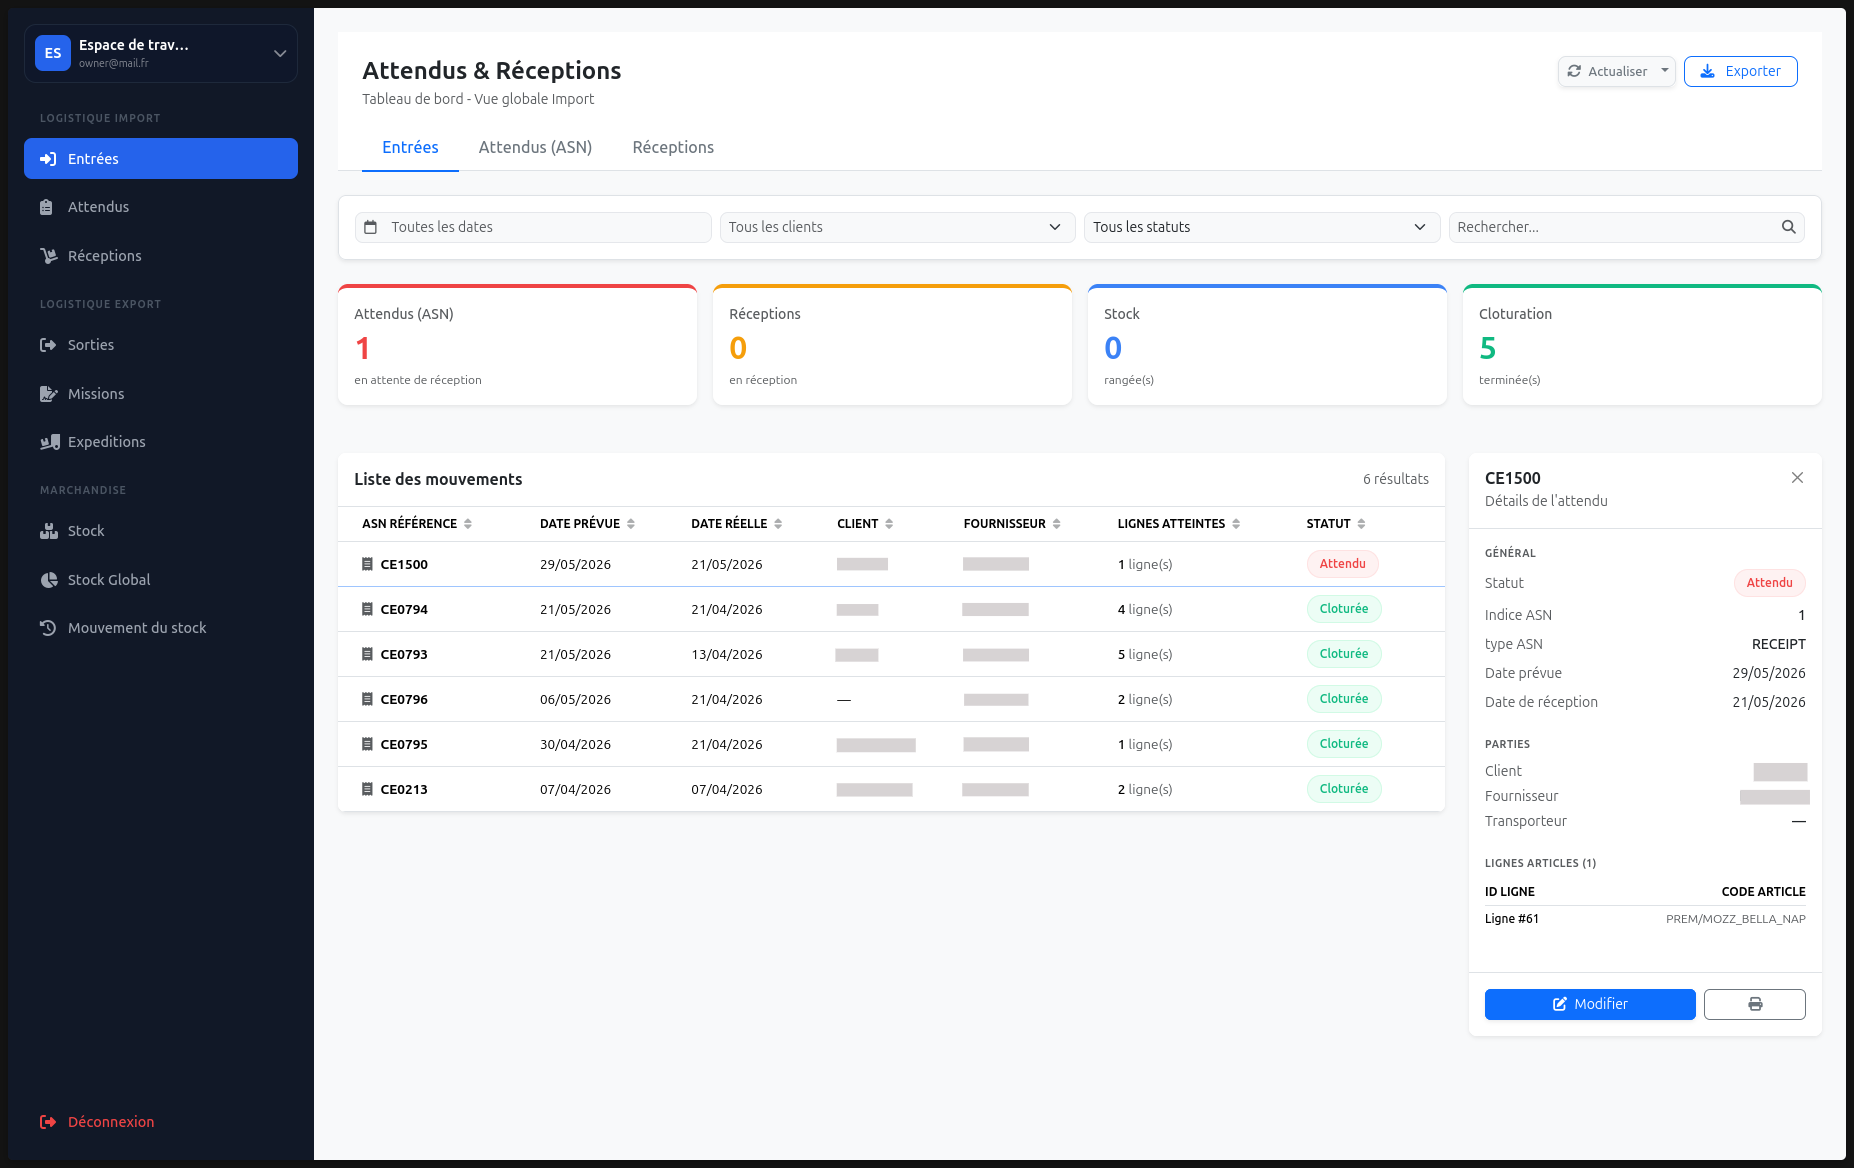 ES
Espace de trav...
owner@mail.fr
LOGISTIQUE IMPORT
Entrées
Attendus
Réceptions
LOGISTIQUE EXPORT
Sorties
Missions
Expeditions
MARCHANDISE
Stock
Stock Global
Mouvement du stock
Déconnexion
Attendus & Réceptions
Tableau de bord - Vue globale Import
Actualiser
Exporter
Entrées Attendus (ASN) Réceptions
Toutes les dates Tous les clients Tous les statuts Rechercher...
Attendus (ASN)
1
en attente de réception
Réceptions
0
en réception
Stock
0
rangée(s)
Cloturation
5
terminée(s)
Liste des mouvements 6 résultats
ASN RÉFÉRENCE DATE PRÉVUE DATE RÉELLE CLIENT FOURNISSEUR LIGNES ATTEINTES STATUT
CE1500 29/05/2026 21/05/2026 1 ligne(s) Attendu
CE0794 21/05/2026 21/04/2026 4 ligne(s) Cloturée
CE0793 21/05/2026 13/04/2026 5 ligne(s) Cloturée
CE0796 06/05/2026 21/04/2026 — 2 ligne(s) Cloturée
CE0795 30/04/2026 21/04/2026 1 ligne(s) Cloturée
CE0213 07/04/2026 07/04/2026 2 ligne(s) Cloturée
CE1500
Détails de l'attendu
GÉNÉRAL
Statut Attendu
Indice ASN 1
type ASN RECEIPT
Date prévue 29/05/2026
Date de réception 21/05/2026
PARTIES
Client
Fournisseur
Transporteur —
LIGNES ARTICLES (1)
ID LIGNE CODE ARTICLE
Ligne #61 PREM/MOZZ_BELLA_NAP
Modifier